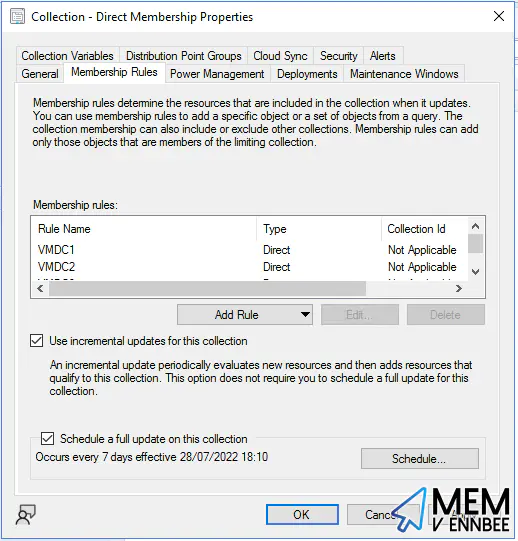 Collection - Direct Membership Properties
Collection Variables Distribution Point Groups Cloud Sync Security Alerts
General Membership Rules Power Management Deployments Maintenance Windows
Membership rules determine the resources that are included in the collection when it updates.
You can use membership rules to add a specific object or a set of objects from a query. The
collection membership can also include or exclude other collections. Membership rules can add
only those objects that are members of the limiting collection.
Membership rules:
Rule Name Type Collection Id
VMDC1 Direct Not Applicable
VMDC2 Direct Not Applicable
Add Rule Edit... Delete
Use incremental updates for this collection
An incremental update periodically evaluates new resources and then adds resources that
qualify to this collection. This option does not require you to schedule a full update for this
collection.
Schedule a full update on this collection
Occurs every 7 days effective 28/07/2022 18:10
Schedule...
OK
MEM
VENNBEE